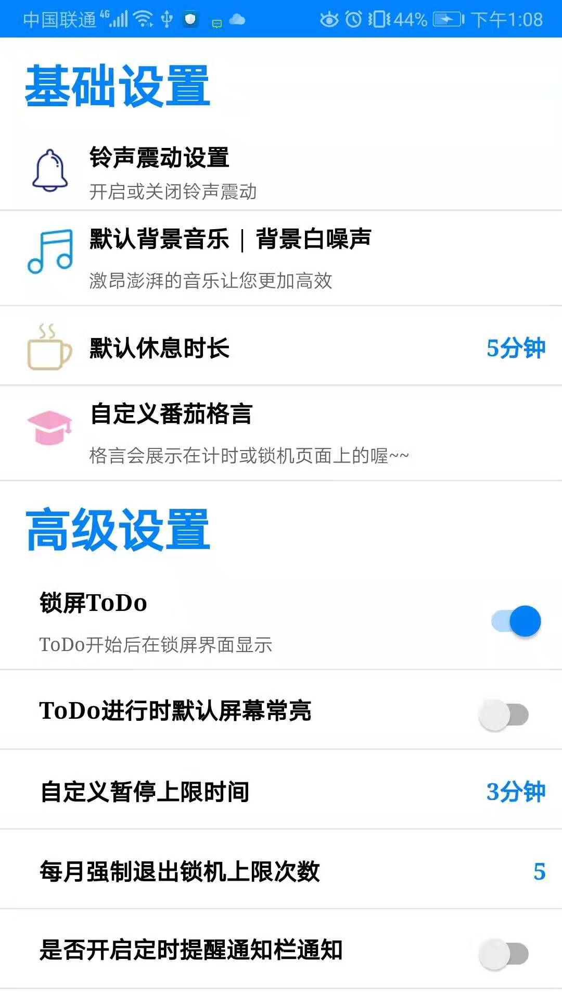 中国联通 4G 44% 下午1:08
基础设置
铃声震动设置
开启或关闭铃声震动
默认背景音乐 | 背景白噪声
激昂澎湃的音乐让您更加高效
默认休息时长 5分钟
自定义番茄格言
格言会展示在计时或锁机页面上的喔~~
高级设置
锁屏ToDo
ToDo开始后在锁屏界面显示
ToDo进行时默认屏幕常亮
自定义暂停上限时间 3分钟
每月强制退出锁机上限次数 5
是否开启定时提醒通知栏通知